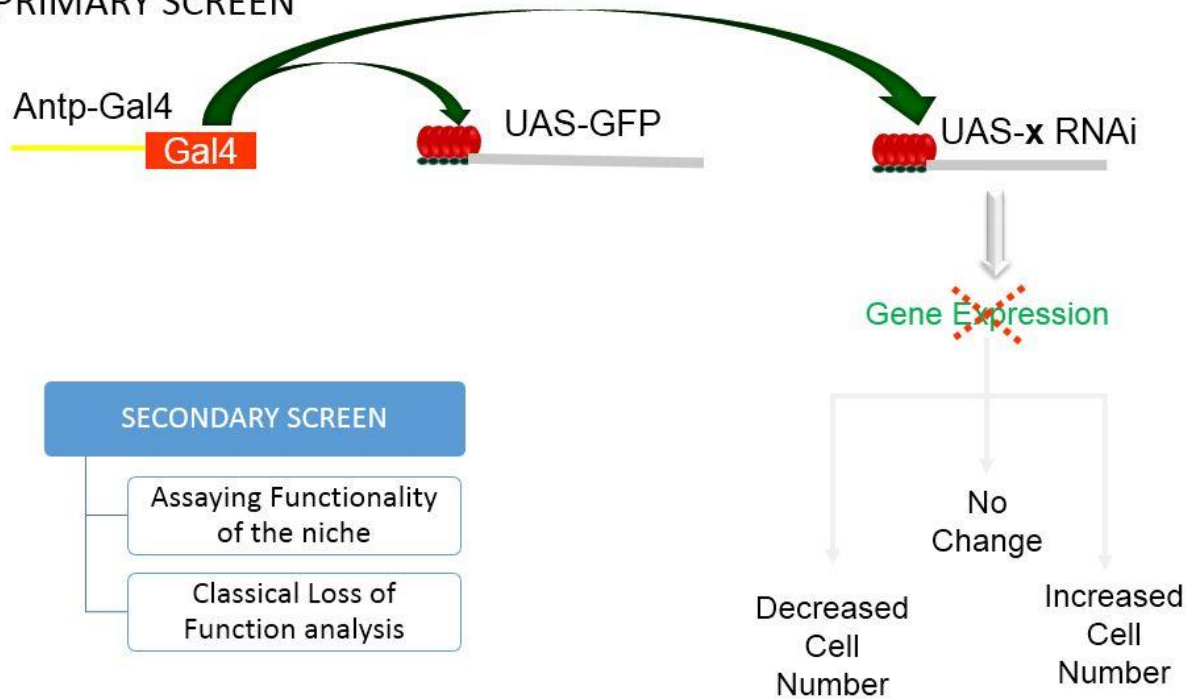 PRIMARY SCREEN
Antp-Gal4
Gal4
UAS-GFP
UAS-x RNAi
Gene Expression
SECONDARY SCREEN
Assaying Functionality
of the niche
Classical Loss of
Function analysis
No
Change
Decreased
Cell
Number
Increased
Cell
Number